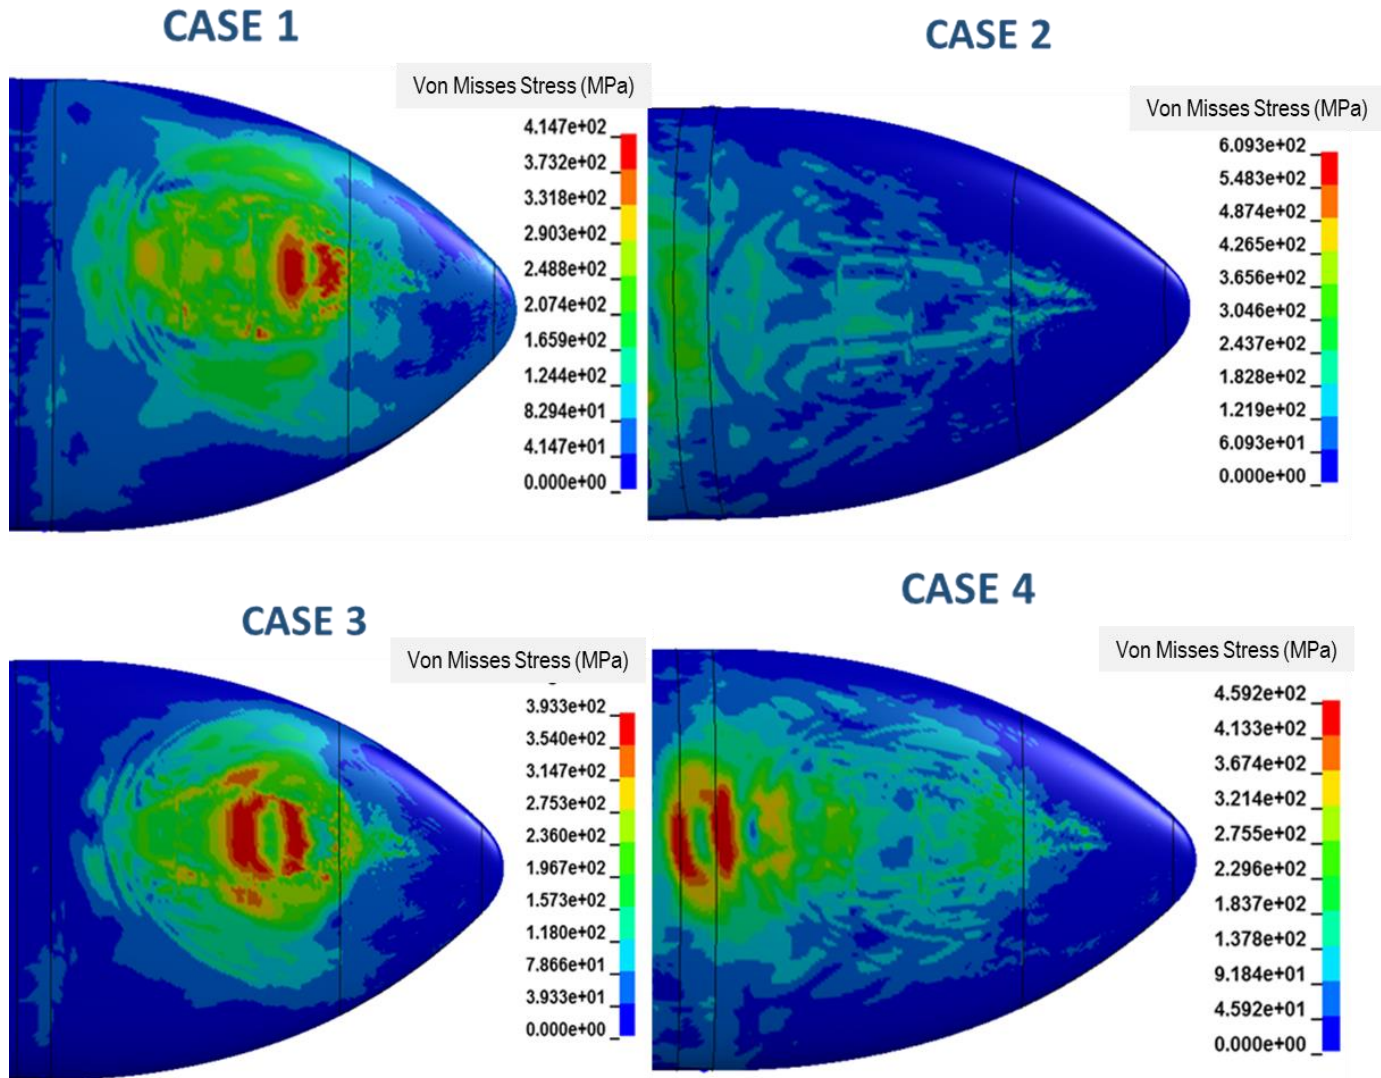 CASE 1
Von Misses Stress (MPa)
4.147e+02
3.732e+02
3.318e+02
2.903e+02
2.488e+02
2.074e+02
1.659e+02
1.244e+02
8.294e+01
4.147e+01
0.000e+00
CASE 2
Von Misses Stress (MPa)
6.093e+02
5.483e+02
4.874e+02
4.265e+02
3.656e+02
3.046e+02
2.437e+02
1.828e+02
1.219e+02
6.093e+01
0.000e+00
CASE 3
Von Misses Stress (MPa)
3.933e+02
3.540e+02
3.147e+02
2.753e+02
2.360e+02
1.967e+02
1.573e+02
1.180e+02
7.866e+01
3.933e+01
0.000e+00
CASE 4
Von Misses Stress (MPa)
4.592e+02
4.133e+02
3.674e+02
3.214e+02
2.755e+02
2.296e+02
1.837e+02
1.378e+02
9.184e+01
4.592e+01
0.000e+00